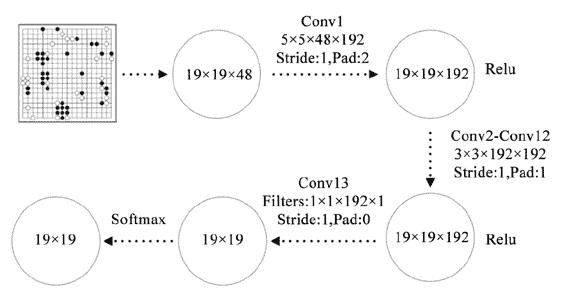 Conv1
5×5×48×192
Stride:1,Pad:2
19×19×48
19×19×192
Relu
Conv2-Conv12
3×3×192×192
Stride:1,Pad:1
Conv13
Filters:1×1×192×1
Stride:1,Pad:0
Softmax
19×19
19×19
19×19×192
Relu